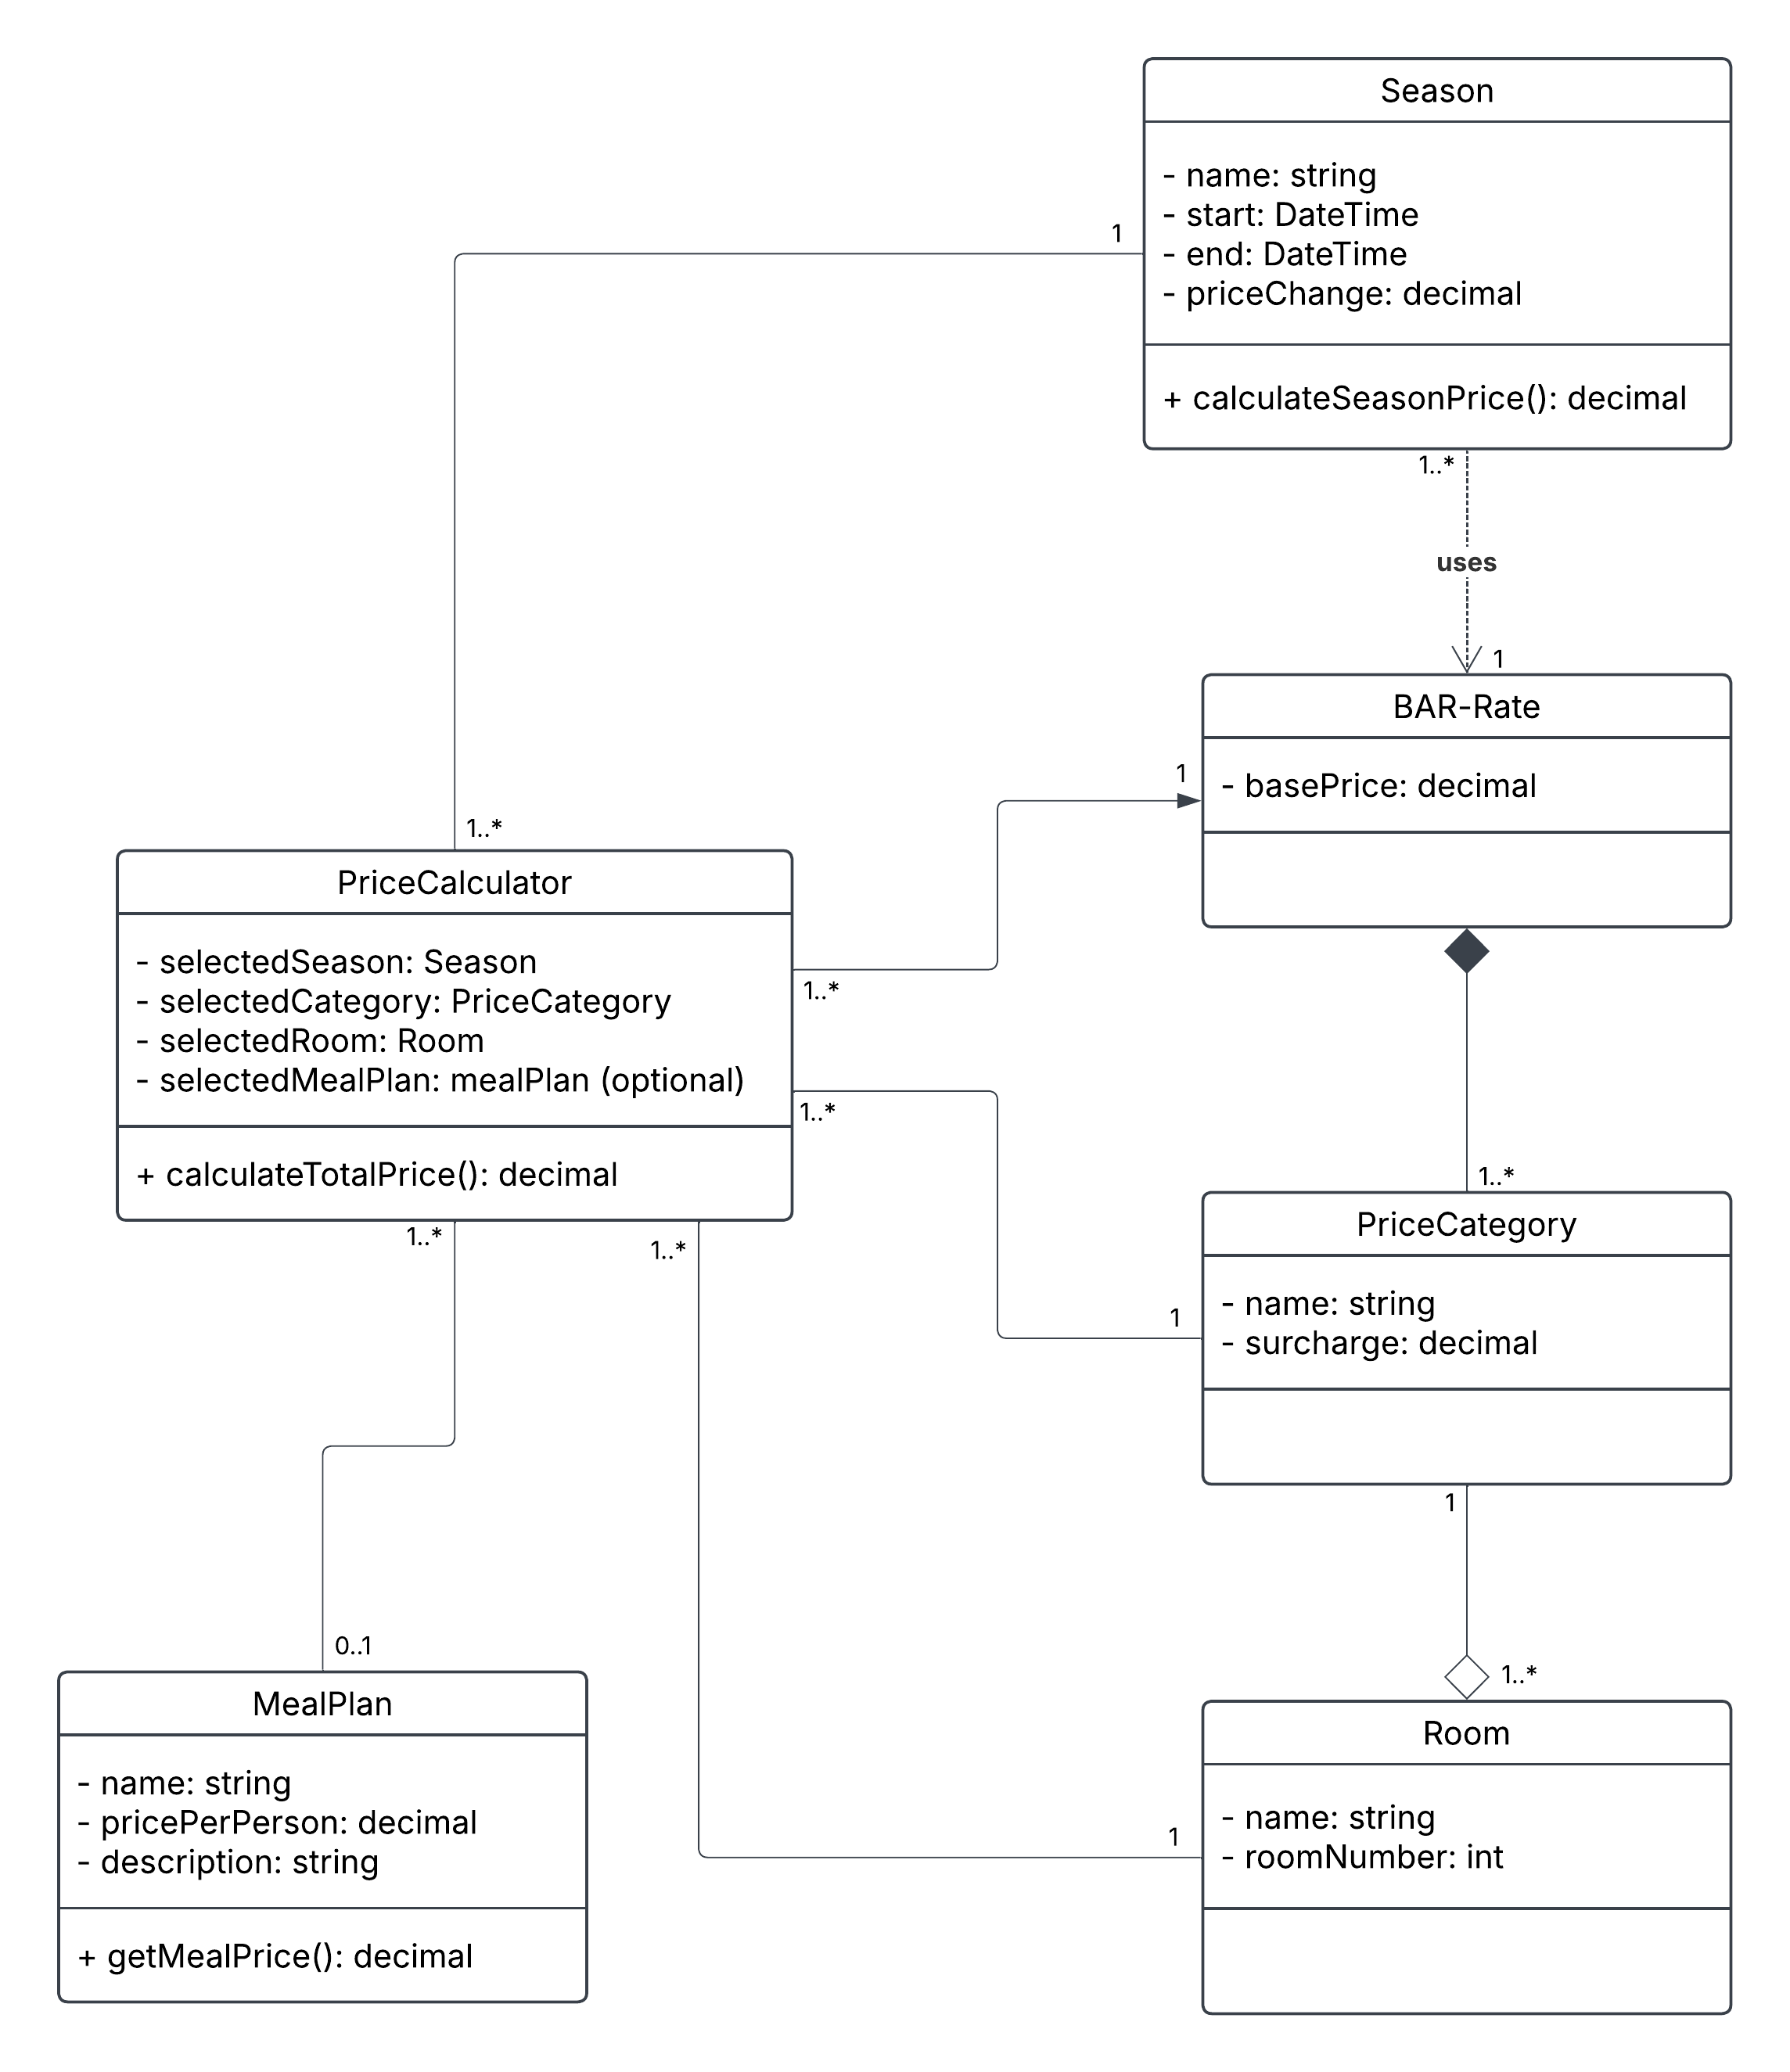 Season
- name: string
- start: DateTime
- end: DateTime
- priceChange: decimal
+ calculateSeasonPrice(): decimal
1
1..*
uses
1
BAR-Rate
- basePrice: decimal
1
1..*
PriceCalculator
- selectedSeason: Season
- selectedCategory: PriceCategory
- selectedRoom: Room
- selectedMealPlan: mealPlan (optional)
+ calculateTotalPrice(): decimal
1..*
1..*
1..*
1..*
1..*
PriceCategory
- name: string
- surcharge: decimal
1
1
0..1
MealPlan
- name: string
- pricePerPerson: decimal
- description: string
+ getMealPrice(): decimal
1..*
Room
- name: string
- roomNumber: int
1